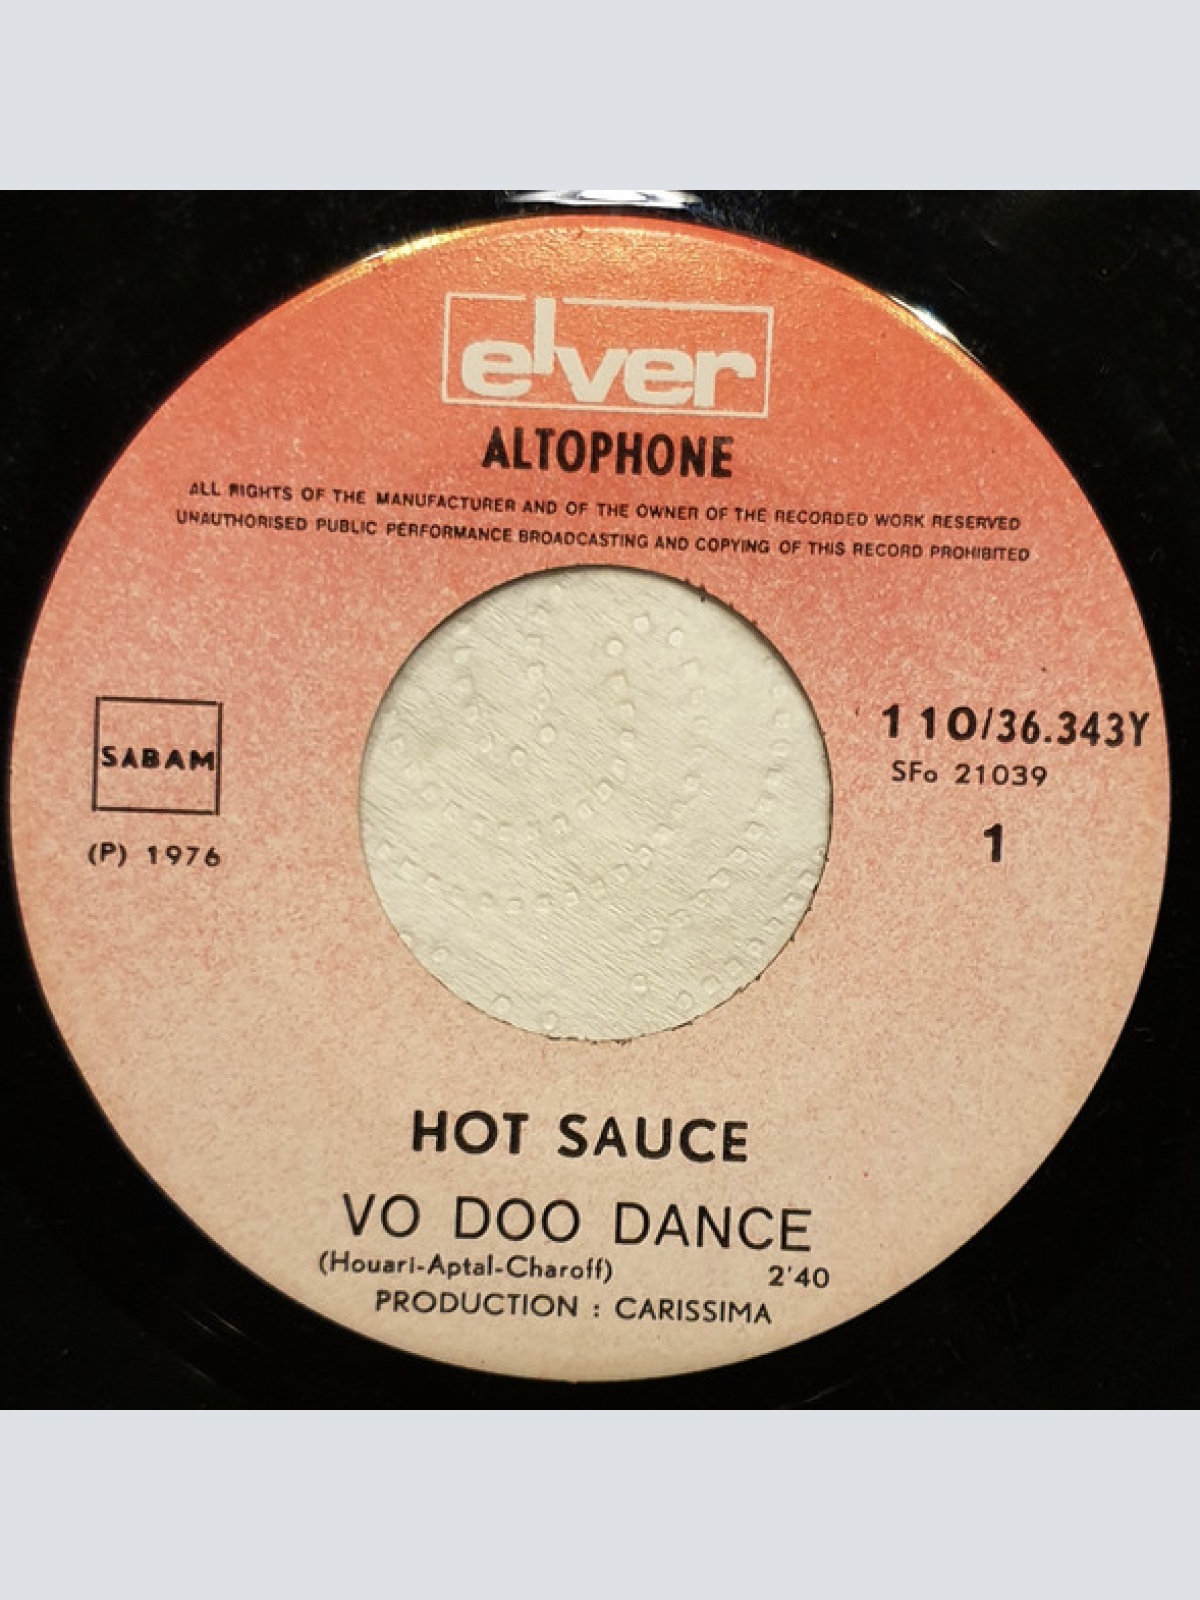 elver
ALTOPHONE
ALL RIGHTS OF THE MANUFACTURER AND OF THE OWNER OF THE RECORDED WORK RESERVED
UNAUTHORISED PUBLIC PERFORMANCE BROADCASTING AND COPYING OF THIS RECORD PROHIBITED
SABAM
(P) 1976
110/36.343Y
SFo 21039
1
HOT SAUCE
VO DOO DANCE
(Houari-Aptal-Charoff) 2'40
PRODUCTION : CARISSIMA